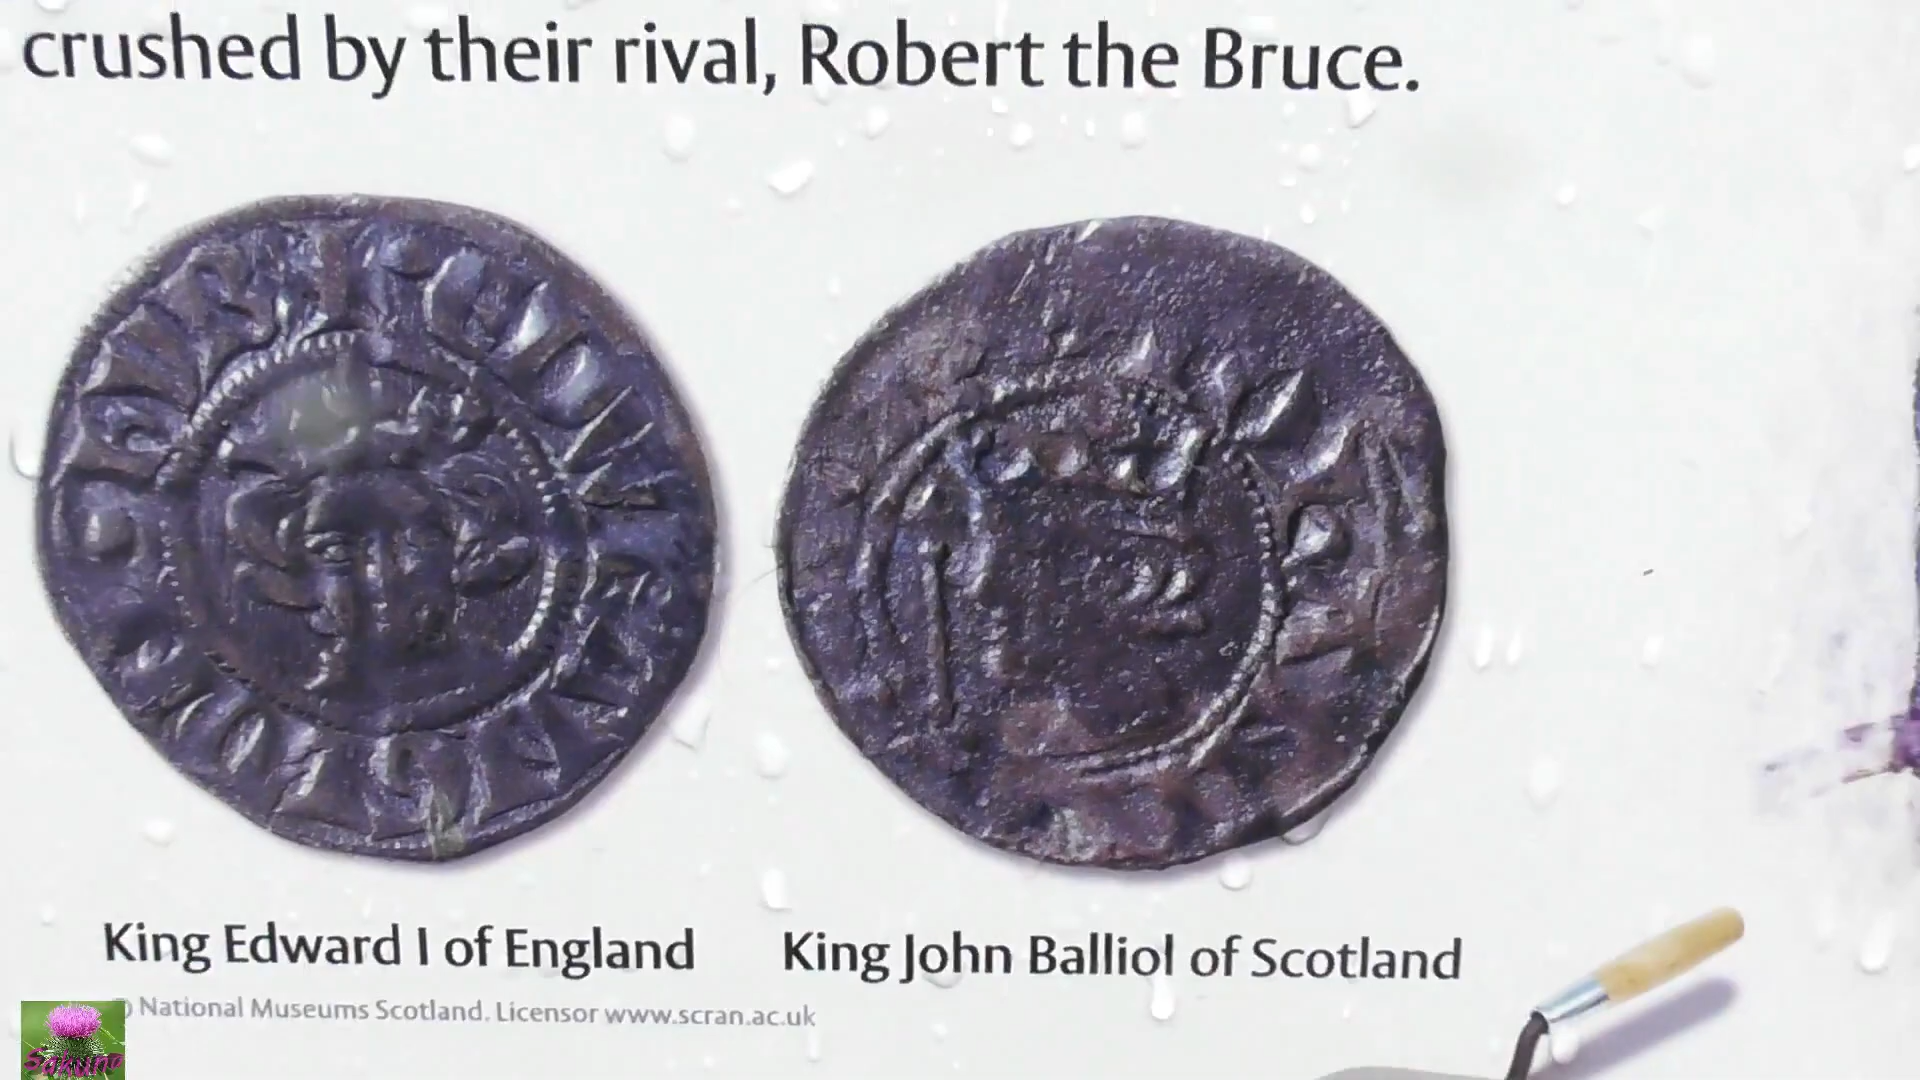 crushed by their rival, Robert the Bruce.
King Edward I of England
King John Balliol of Scotland
© National Museums Scotland. Licensor www.scran.ac.uk
Sakuna